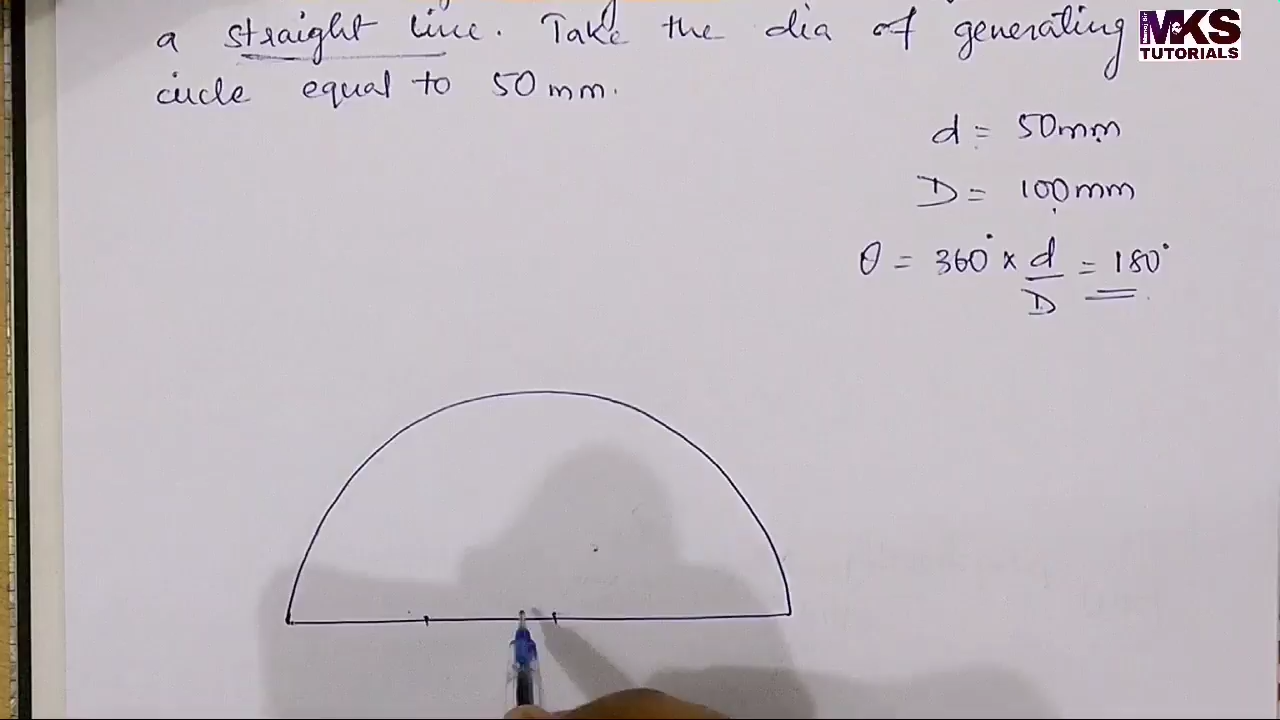 a straight line. Take the dia of generating
circle equal to 50 mm.
MKS
TUTORIALS
d = 50mm
D = 100mm
θ = 360° × d/D = 180°